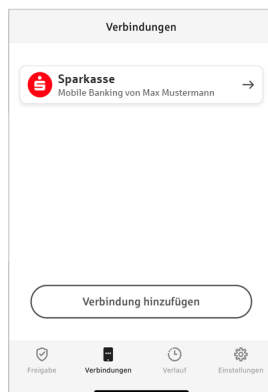 Verbindungen
Sparkasse
Mobile Banking von Max Mustermann
Verbindung hinzufügen
Freigabe Verbindungen Verlauf Einstellungen